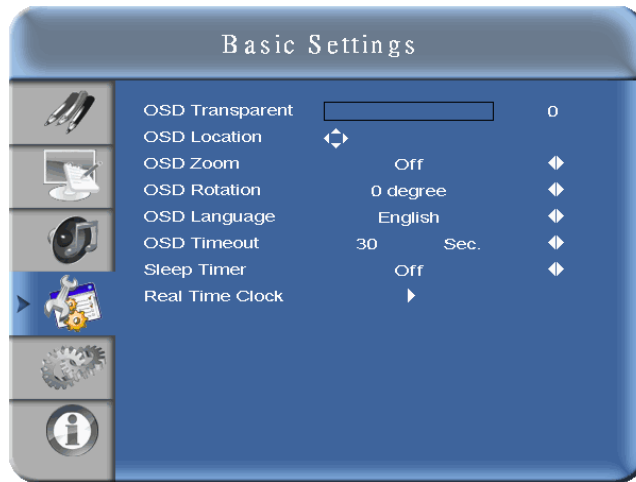 Basic Settings
OSD Transparent 0
OSD Location
OSD Zoom Off
OSD Rotation 0 degree
OSD Language English
OSD Timeout 30 Sec.
Sleep Timer Off
Real Time Clock